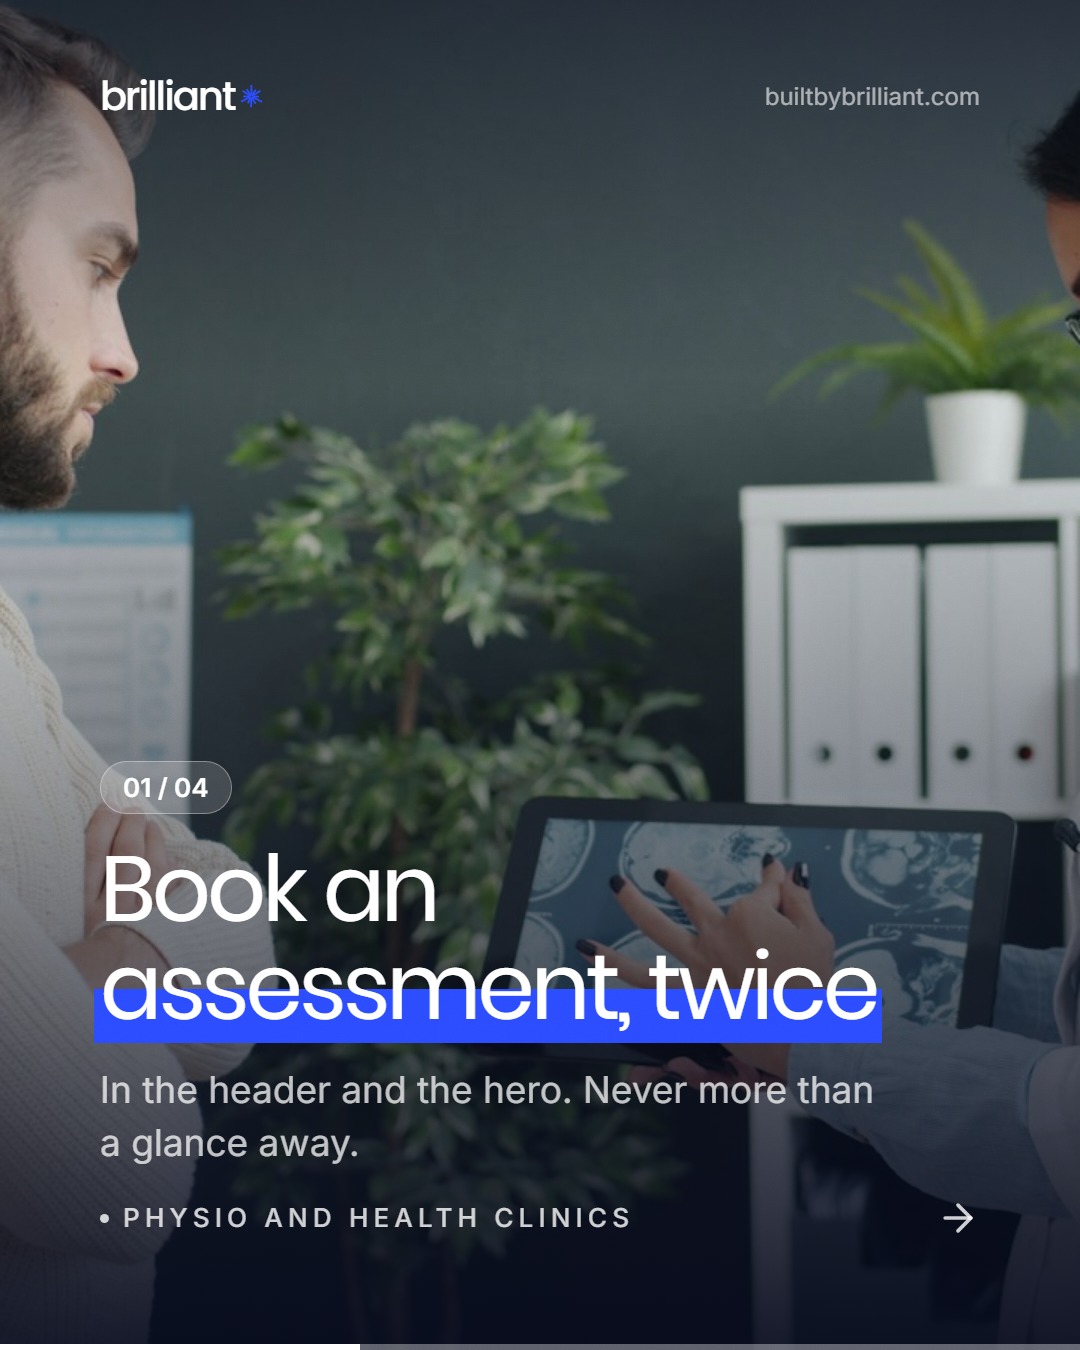 brilliant
builtbybrilliant.com
01 / 04
Book an
assessment, twice
In the header and the hero. Never more than
a glance away.
• PHYSIO AND HEALTH CLINICS